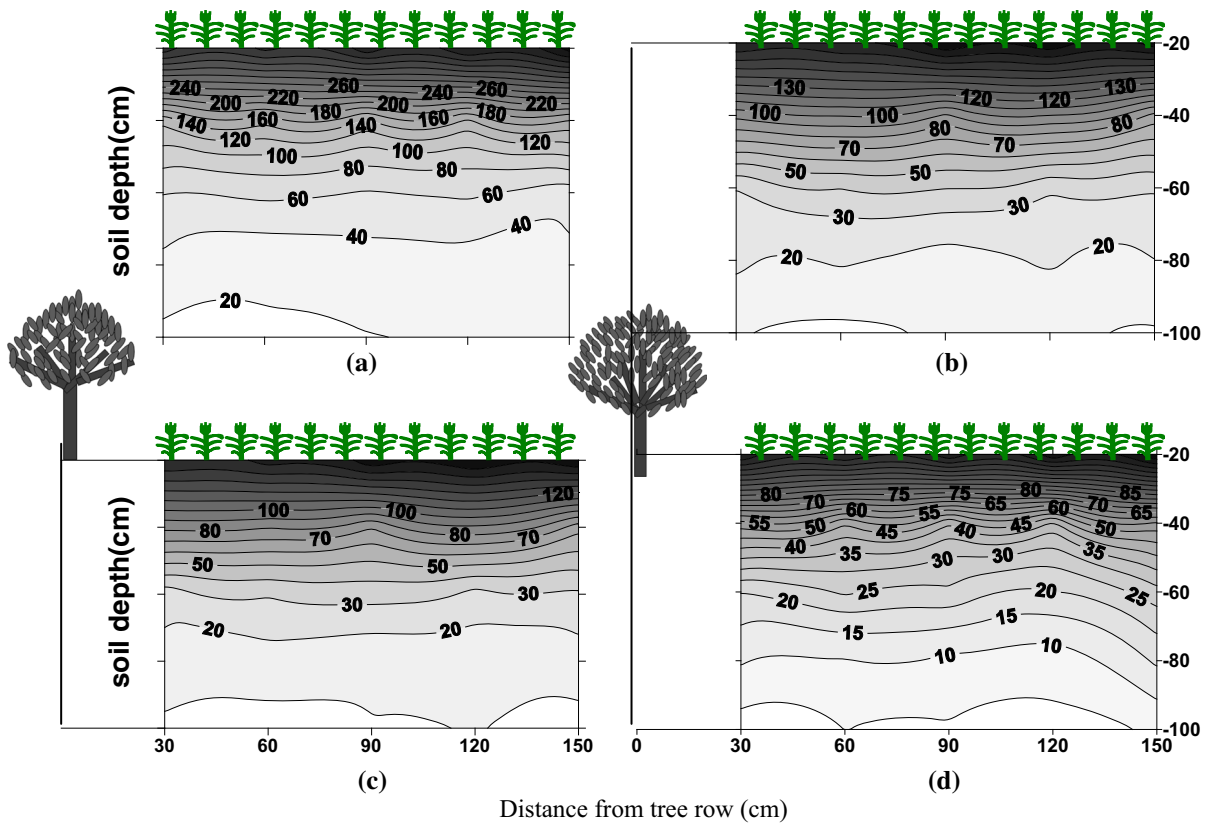 240 260 260
200 220 200 240 220
140 160 180 140 160 180
120 120
100 100
80 80
60 60
40 40
20
soil depth(cm)
(a)
-20
130 120 120 130
100 100 80 80
-40
70 70
50 50
-60
30 30
20 20
-80
-100
(b)
120
100 100
80 70 80 70
50 50
30 30
20 20
soil depth(cm)
30 60 90 120 150
(c)
-20
80 70 75 75 65 80 70 85
55 50 60 45 55 40 45 60 50 65
-40
40 35 30 30 35
-60
20 25 20 25
15 15
10 10
-80
-100
0 30 60 90 120 150
(d)
Distance from tree row (cm)